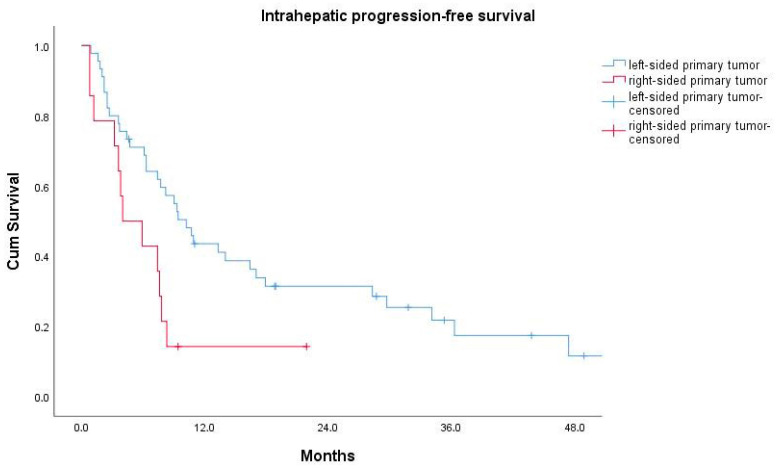 Intrahepatic progression-free survival
left-sided primary tumor
right-sided primary tumor
left-sided primary tumor-
censored
right-sided primary tumor-
censored
Cum Survival
1.0
0.8
0.6
0.4
0.2
0.0
0.0 12.0 24.0 36.0 48.0
Months